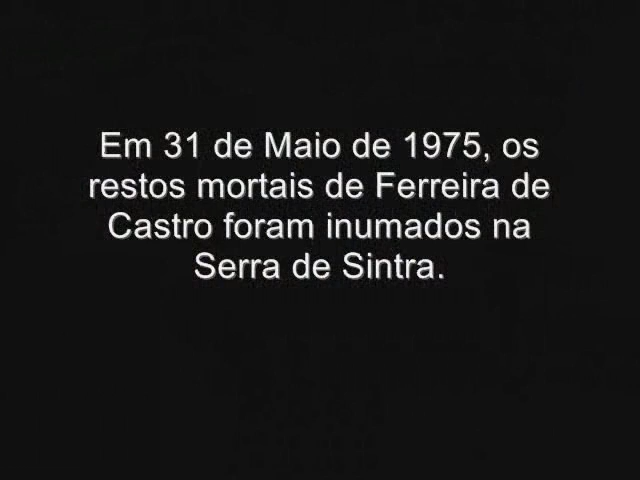 Em 31 de Maio de 1975, os
restos mortais de Ferreira de
Castro foram inumados na
Serra de Sintra.